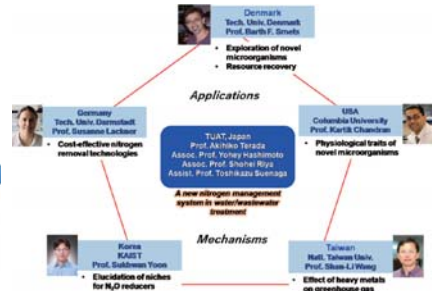 Denmark
Tech. Univ. Denmark
Prof. Barth F. Smets
• Exploration of novel
microorganisms
• Resource recovery
Applications
Germany
Tech. Univ. Darmstadt
Prof. Susanne Lackner
• Cost-effective nitrogen
removal technologies
USA
Columbia University
Prof. Kartik Chandran
• Physiological traits of
novel microorganisms
TUAT, Japan
Prof. Akihiko Terada
Assoc. Prof. Yohey Hashimoto
Assoc. Prof. Shohei Riya
Assist. Prof. Toshikazu Suenaga
A new nitrogen management
system in water/wastewater
treatment
Mechanisms
Korea
KAIST
Prof. Sukhwan Yoon
• Elucidation of niches
for N₂O reducers
Taiwan
Natl. Taiwan Univ.
Prof. Shan-Li Wang
• Effect of heavy metals
on greenhouse gas